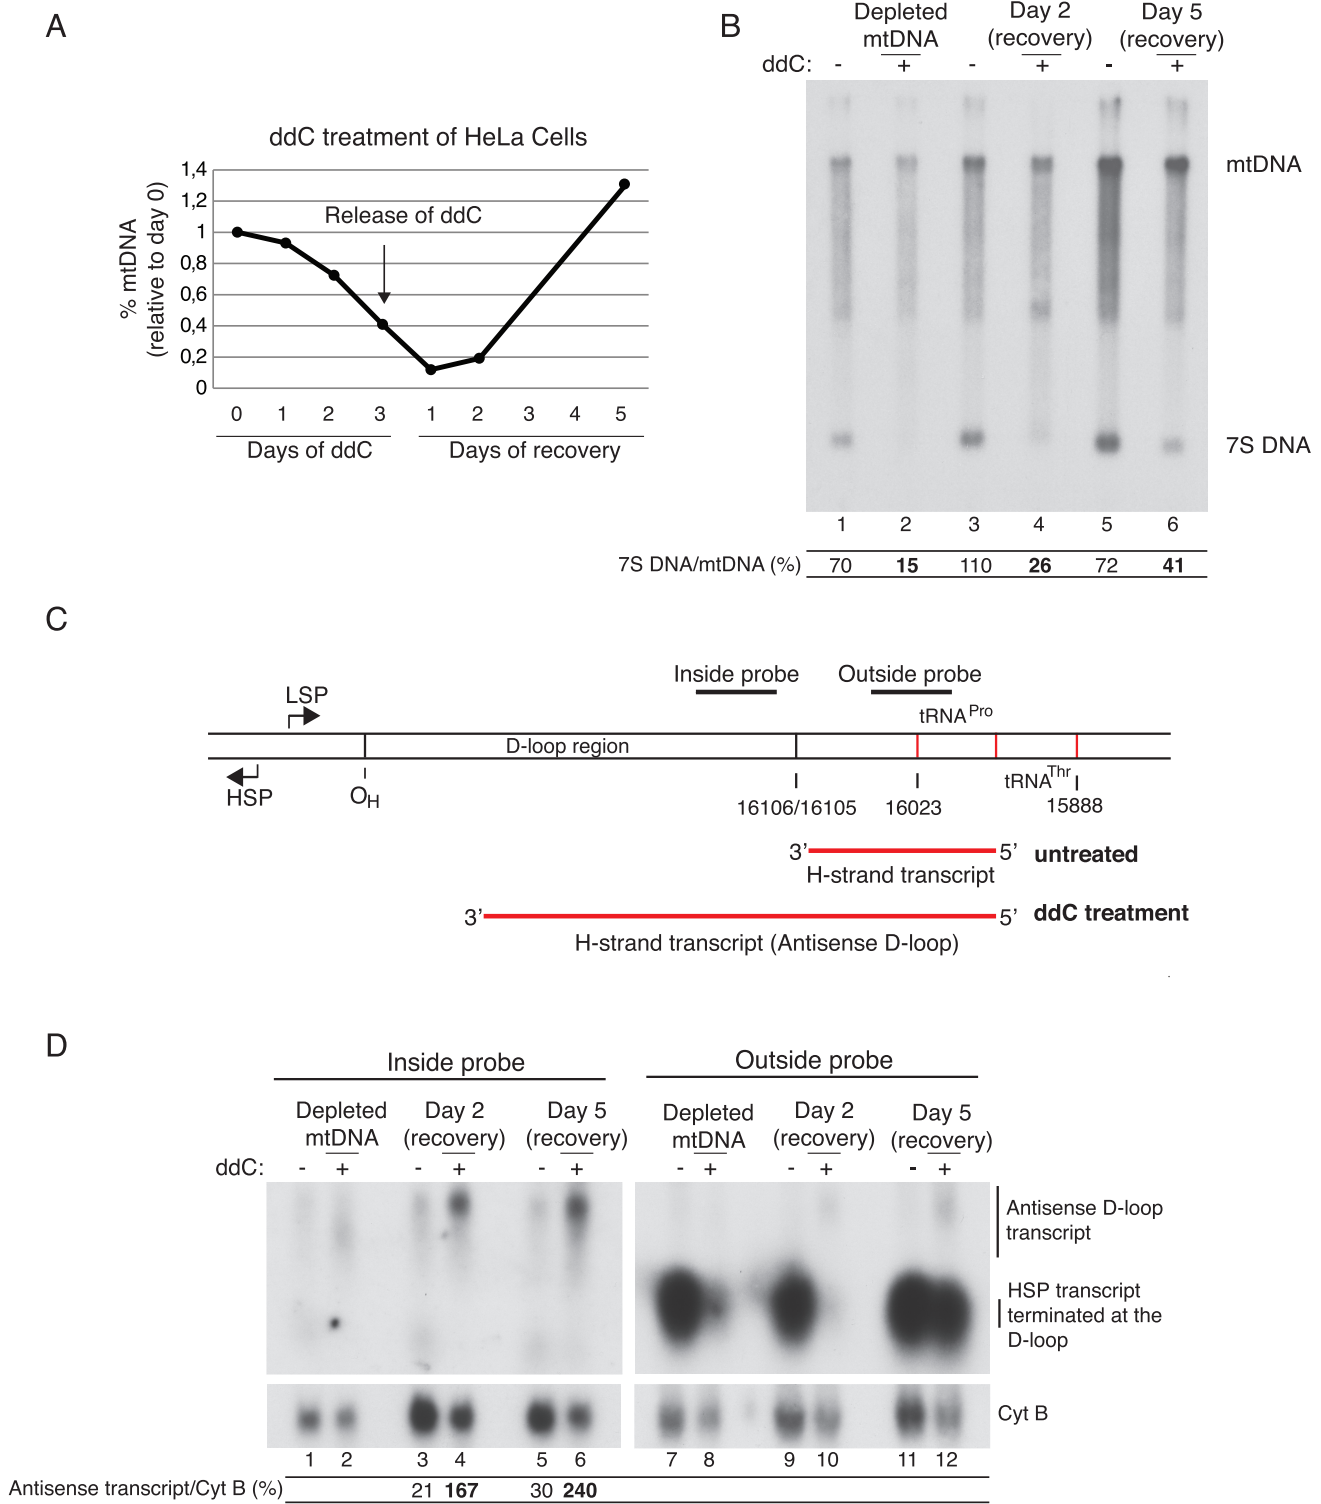 A
ddC treatment of HeLa Cells
% mtDNA
(relative to day 0)
1,4
1,2
1
0,8
0,6
0,4
0,2
0
Release of ddC
0 1 2 3 1 2 3 4 5
Days of ddC Days of recovery
B
Depleted
mtDNA
Day 2
(recovery)
Day 5
(recovery)
ddC: - + - + - +
mtDNA
7S DNA
1 2 3 4 5 6
7S DNA/mtDNA (%) 70 15 110 26 72 41
C
Inside probe Outside probe
LSP
tRNA Pro
D-loop region
HSP
OH
tRNA Thr
16106/16105 16023 15888
3’ 5’ untreated
H-strand transcript
3’ 5’ ddC treatment
H-strand transcript (Antisense D-loop)
D
Inside probe
Outside probe
Depleted
mtDNA
Day 2
(recovery)
Day 5
(recovery)
Depleted
mtDNA
Day 2
(recovery)
Day 5
(recovery)
ddC: - + - + - + - + - + - +
Antisense D-loop
transcript
HSP transcript
terminated at the
D-loop
Cyt B
1 2 3 4 5 6 7 8 9 10 11 12
Antisense transcript/Cyt B (%) 21 167 30 240